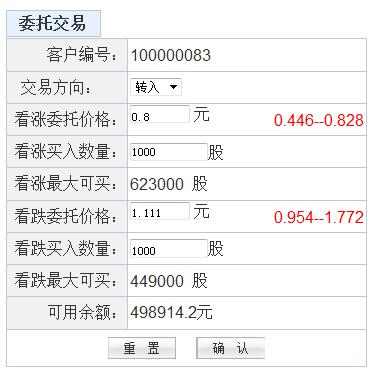 委托交易
客户编号： 100000083
交易方向： 转入
看涨委托价格： 0.8 元 0.446--0.828
看涨买入数量： 1000 股
看涨最大可买： 623000 股
看跌委托价格： 1.111 元 0.954--1.772
看跌买入数量： 1000 股
看跌最大可买： 449000 股
可用余额： 498914.2元
重 置 确 认